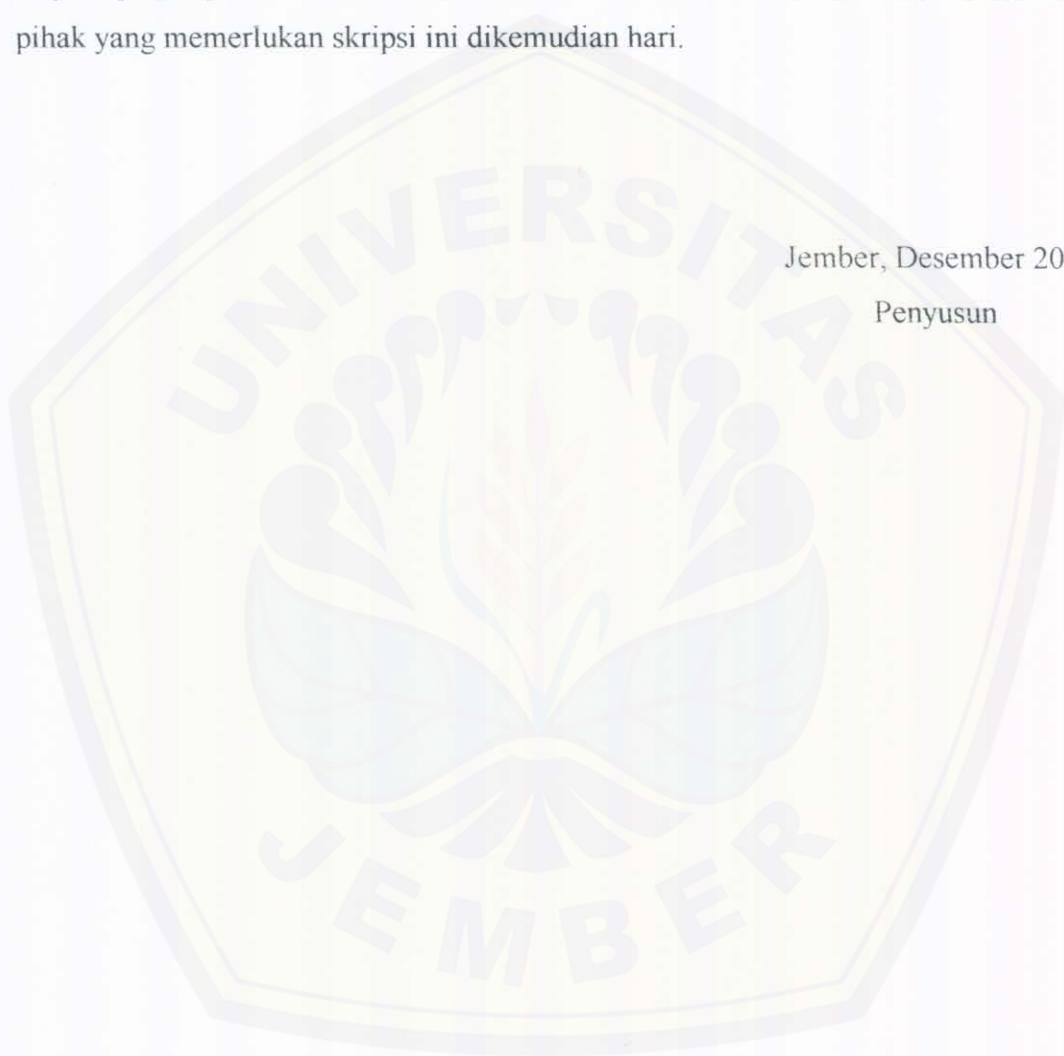 pihak yang memerlukan skripsi ini dikemudian hari.
UNIVERSITAS
Jember, Desember 20
Penyusun
JEMBER